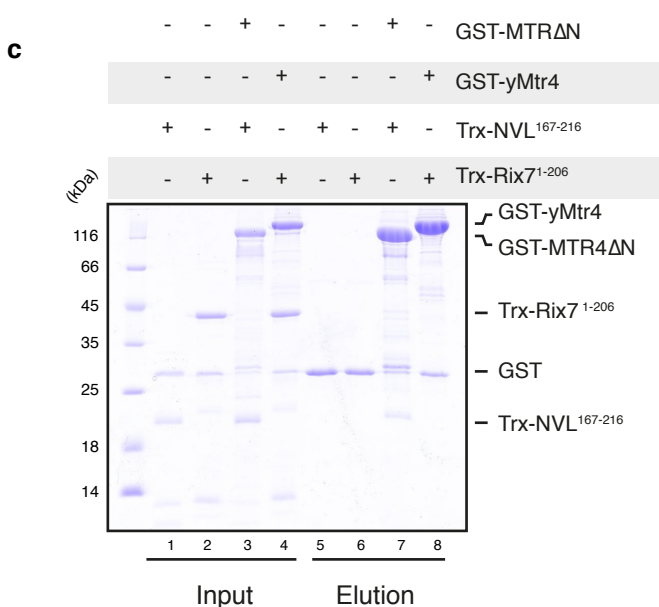 c
- - + - - - + - GST-MTRΔN
- - - + - - - + GST-yMtr4
+ - + - + - + - Trx-NVL167-216
- + - + - + - + Trx-Rix71-206
(kDa)
116
66
45
35
25
18
14
GST-yMtr4
GST-MTR4ΔN
Trx-Rix7 1-206
GST
Trx-NVL167-216
1 2 3 4 5 6 7 8
Input Elution